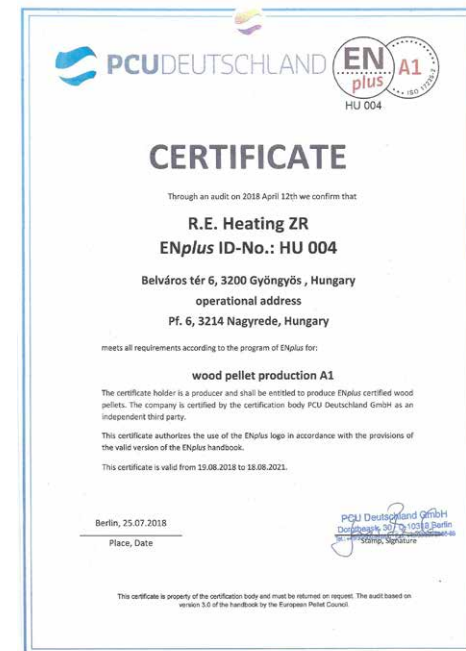 PCUDEUTSCHLAND
EN
plus
A1
HU 004
CERTIFICATE
Through an audit on 2018 April 12th we confirm that
R.E. Heating ZR
ENplus ID-No.: HU 004
Belváros tér 6, 3200 Gyöngyös , Hungary
operational address
Pf. 6, 3214 Nagyrede, Hungary
meets all requirements according to the program of ENplus for:
wood pellet production A1
The certificate holder is a producer and shall be entitled to produce ENplus certified wood
pellets. The company is certified by the certification body PCU Deutschland GmbH as an
independent third party.
This certificate authorizes the use of the ENplus logo in accordance with the provisions of
the valid version of the ENplus handbook.
This certificate is valid from 19.08.2018 to 18.08.2021.
Berlin, 25.07.2018
Place, Date
PCU Deutschland GmbH
Berlin
Stamp, Signature
This certificate is property of the certification body and must be returned on request. The audit based on
version 3.0 of the handbook by the European Pellet Council.